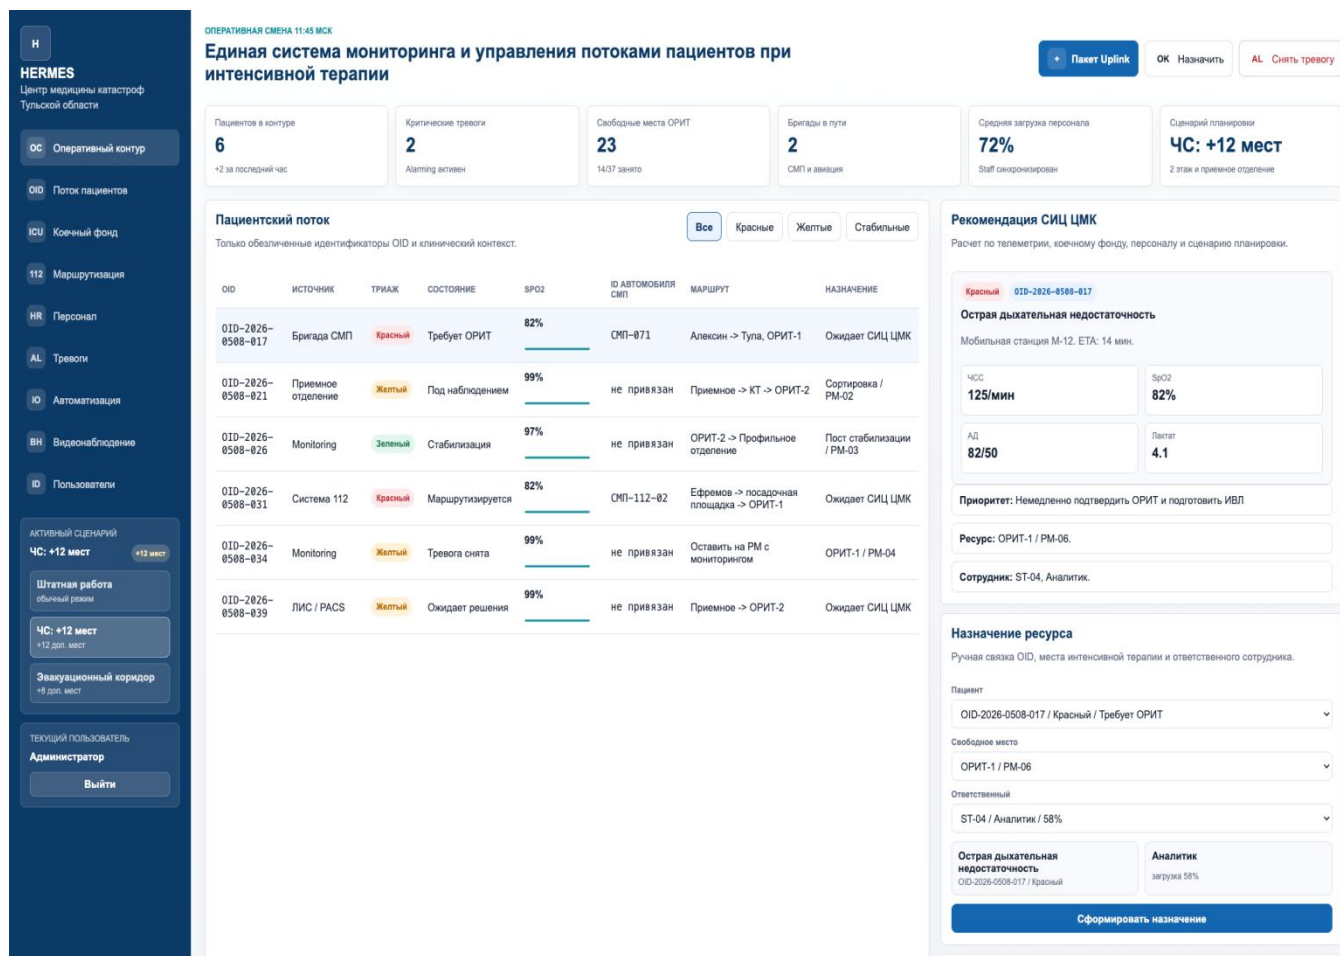 H
HERMES
Центр медицины катастроф
Тульской области
OC Оперативный контур
OID Поток пациентов
ICU Коечный фонд
112 Маршрутизация
HR Персонал
AL Тревоги
IO Автоматизация
BH Видеонаблюдение
ID Пользователи
АКТИВНЫЙ СЦЕНАРИЙ
ЧС: +12 мест +12 мест
Штатная работа
обычный режим
ЧС: +12 мест
+12 доп. мест
Эвакуационный коридор
+8 доп. мест
ТЕКУЩИЙ ПОЛЬЗОВАТЕЛЬ
Администратор
Выйти
ОПЕРАТИВНАЯ СМЕНА 11:45 МСК
Единая система мониторинга и управления потоками пациентов при
интенсивной терапии
+ Пакет Uplink
OK Назначить
AL Снять тревогу
Пациентов в контуре
6
+2 за последний час
Критические тревоги
2
Alarming активен
Свободные места ОРИТ
23
14/37 занято
Бригады в пути
2
СМП и авиация
Средняя загрузка персонала
72%
Staff синхронизирован
Сценарий планировки
ЧС: +12 мест
2 этаж и приемное отделение
Пациентский поток
Только обезличенные идентификаторы OID и клинический контекст.
Все Красные Желтые Стабильные
OID ИСТОЧНИК ТРИАЖ СОСТОЯНИЕ SPO2 ID АВТОМОБИЛЯ СМП МАРШРУТ НАЗНАЧЕНИЕ
OID-2026-0508-017 Бригада СМП Красный Требует ОРИТ 82% СМП-071 Алексин -> Тула, ОРИТ-1 Ожидает СИЦ ЦМК
OID-2026-0508-021 Приемное отделение Желтый Под наблюдением 99% не привязан Приемное -> КТ -> ОРИТ-2 Сортировка / РМ-02
OID-2026-0508-026 Monitoring Зеленый Стабилизация 97% не привязан ОРИТ-2 -> Профильное отделение Пост стабилизации / РМ-03
OID-2026-0508-031 Система 112 Красный Маршрутизируется 82% СМП-112-02 Ефремов -> посадочная площадка -> ОРИТ-1 Ожидает СИЦ ЦМК
OID-2026-0508-034 Monitoring Желтый Тревога снята 99% не привязан Оставить на РМ с мониторингом ОРИТ-1 / РМ-04
OID-2026-0508-039 ЛИС / PACS Желтый Ожидает решения 99% не привязан Приемное -> ОРИТ-2 Ожидает СИЦ ЦМК
Рекомендация СИЦ ЦМК
Расчет по телеметрии, коечному фонду, персоналу и сценарию планировки.
Красный OID-2026-0508-017
Острая дыхательная недостаточность
Мобильная станция М-12. ETA: 14 мин.
ЧСС
125/мин
SpO2
82%
АД
82/50
Лактат
4.1
Приоритет: Немедленно подтвердить ОРИТ и подготовить ИВЛ
Ресурс: ОРИТ-1 / РМ-06.
Сотрудник: ST-04, Аналитик.
Назначение ресурса
Ручная связка OID, места интенсивной терапии и ответственного сотрудника.
Пациент
OID-2026-0508-017 / Красный / Требует ОРИТ
Свободное место
ОРИТ-1 / РМ-06
Ответственный
ST-04 / Аналитик / 58%
Острая дыхательная
недостаточность
OID-2026-0508-017 / Красный
Аналитик
загрузка 58%
Сформировать назначение